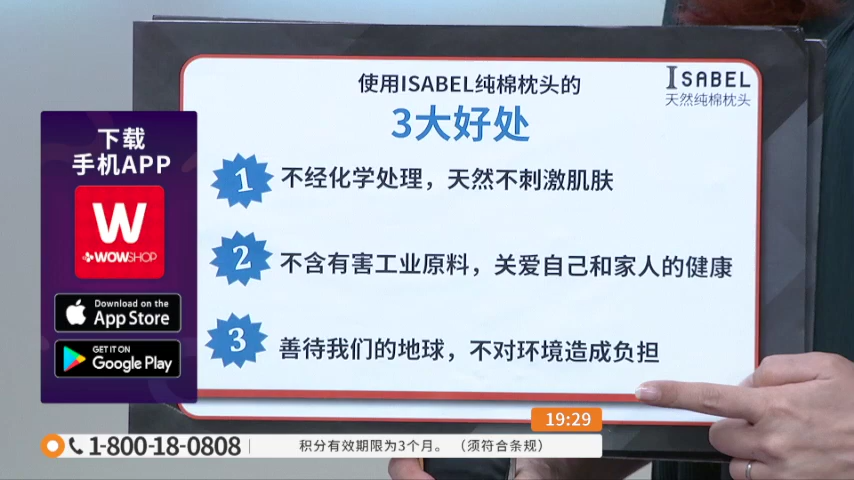 使用ISABEL纯棉枕头的
3大好处
ISABEL
天然纯棉枕头
1 不经化学处理，天然不刺激肌肤
2 不含有害工业原料，关爱自己和家人的健康
3 善待我们的地球，不对环境造成负担
下载
手机APP
W
WOWSHOP
Download on the
App Store
GET IT ON
Google Play
19:29
1-800-18-0808
积分有效期限为3个月。 （须符合条规）